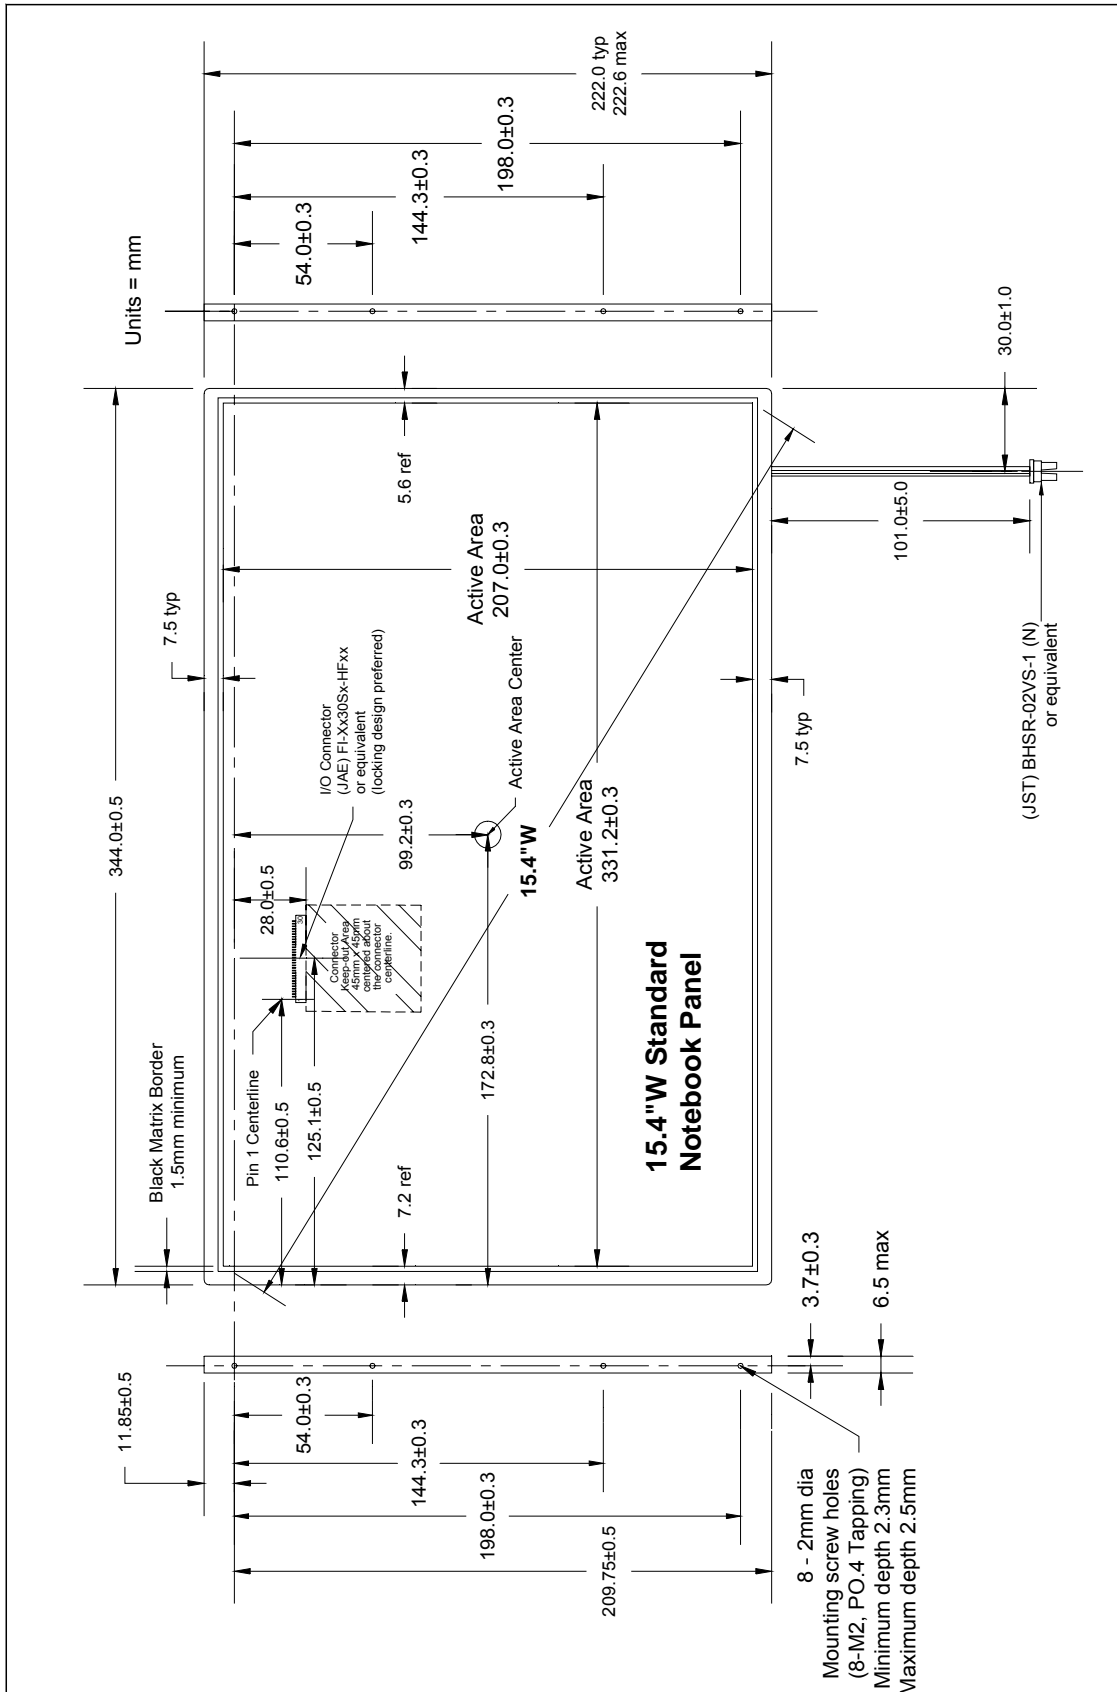 Units = mm
222.0 typ
222.6 max
198.0±0.3
144.3±0.3
54.0±0.3
30.0±1.0
344.0±0.5
7.5 typ
5.6 ref
Active Area
207.0±0.3
101.0±5.0
I/O Connector
(JAE) FI-Xx30Sx-HFxx
or equivalent
(locking design preferred)
Active Area Center
7.5 typ
(JST) BHSR-02VS-1 (N)
or equivalent
99.2±0.3
15.4"W
Active Area
331.2±0.3
28.0±0.5
30
Connector
Keep-out Area
45mm x 45mm
centered about
the connector
centerline.
172.8±0.3
Black Matrix Border
1.5mm minimum
Pin 1 Centerline
110.6±0.5
125.1±0.5
7.2 ref
15.4"W Standard
Notebook Panel
3.7±0.3
6.5 max
11.85±0.5
54.0±0.3
144.3±0.3
198.0±0.3
209.75±0.5
8 - 2mm dia
Mounting screw holes
(8-M2, PO.4 Tapping)
Minimum depth 2.3mm
Maximum depth 2.5mm